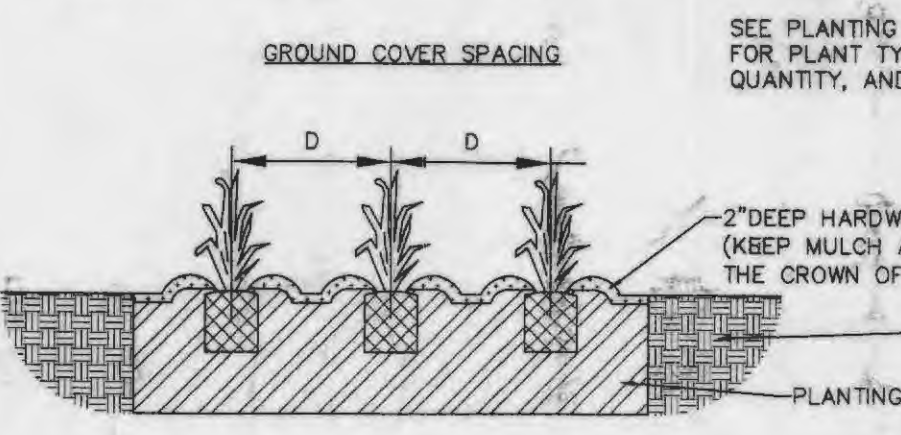 GROUND COVER SPACING
SEE PLANTING
FOR PLANT TY
QUANTITY, AND
D D
2"DEEP HARDW
(KEEP MULCH A
THE CROWN OF
PLANTING